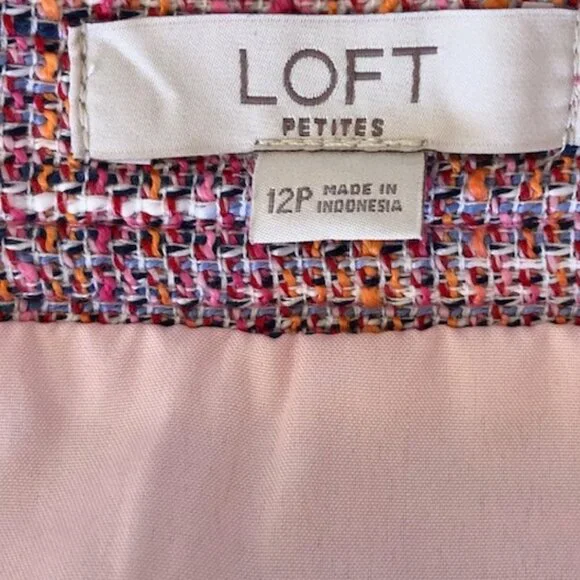 LOFT
PETITES
12P MADE IN
INDONESIA